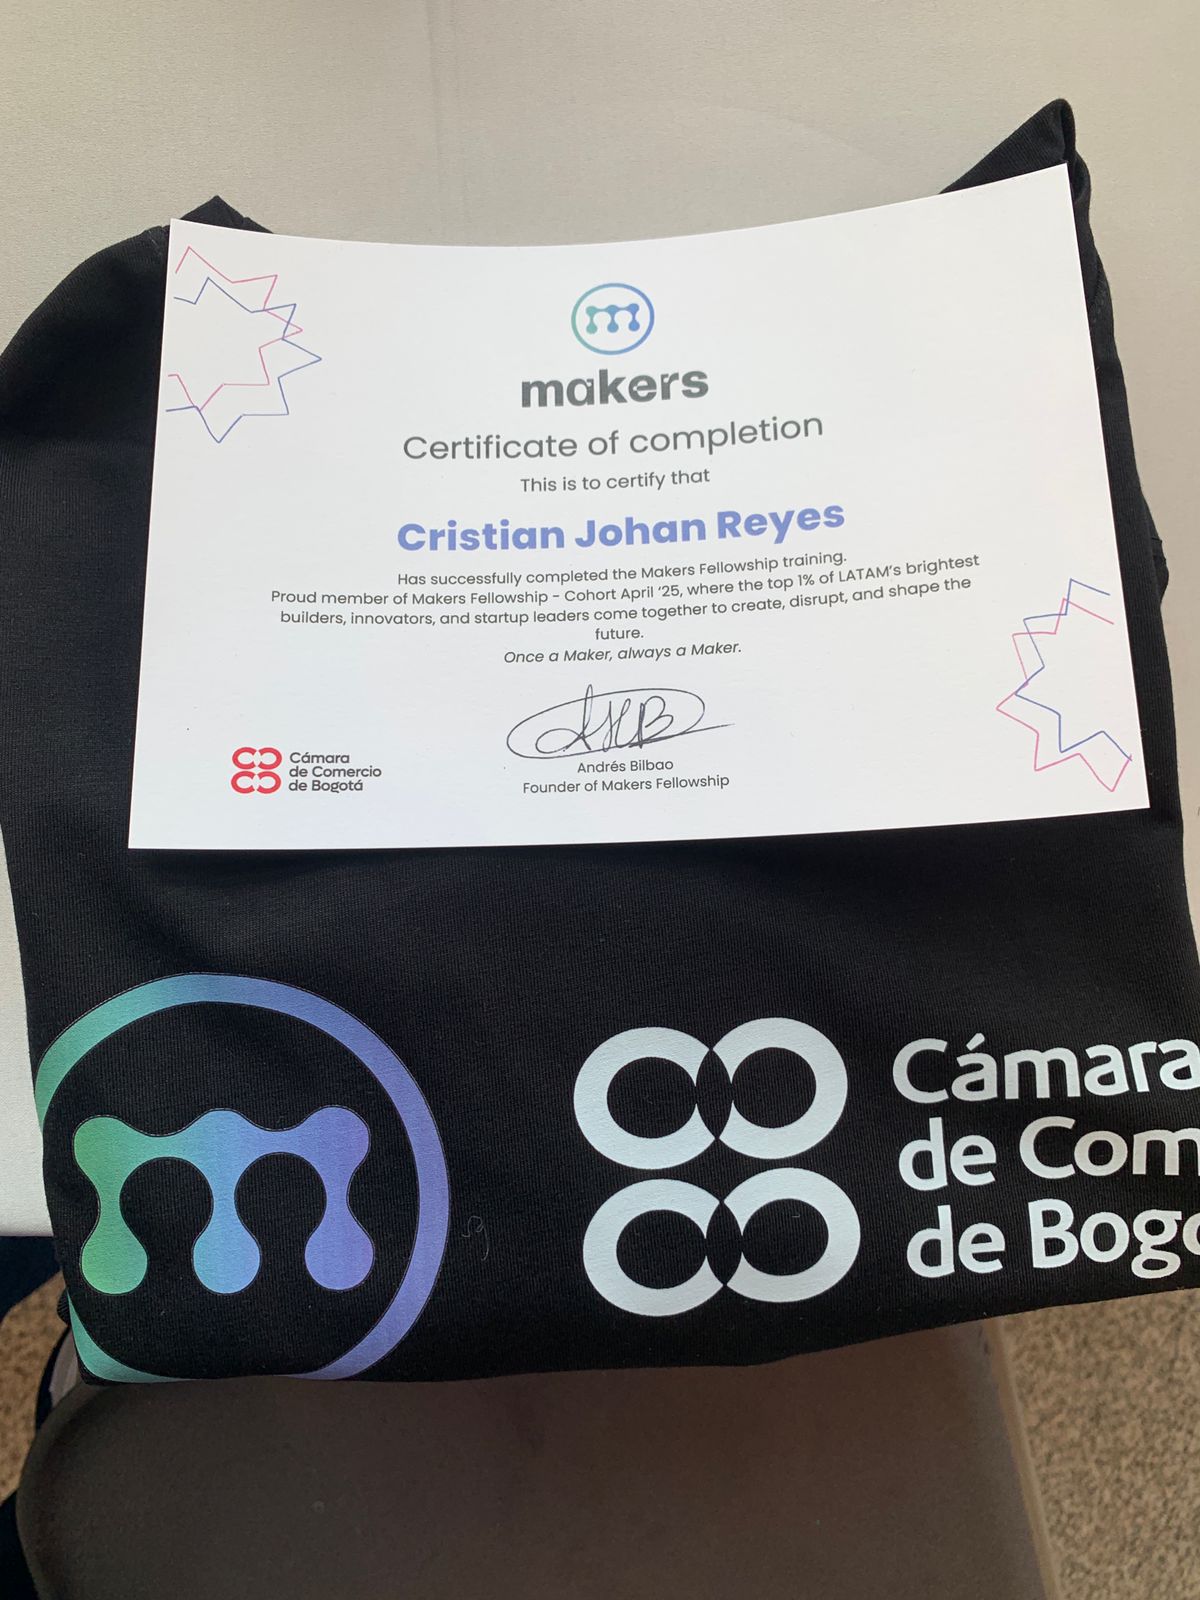 makers
Certificate of completion
This is to certify that
Cristian Johan Reyes
Has successfully completed the Makers Fellowship training.
Proud member of Makers Fellowship - Cohort April ‘25, where the top 1% of LATAM’s brightest
builders, innovators, and startup leaders come together to create, disrupt, and shape the
future.
Once a Maker, always a Maker.
Andrés Bilbao
Founder of Makers Fellowship
Cámara
de Comercio
de Bogotá
Cámara
de Com
de Bogo